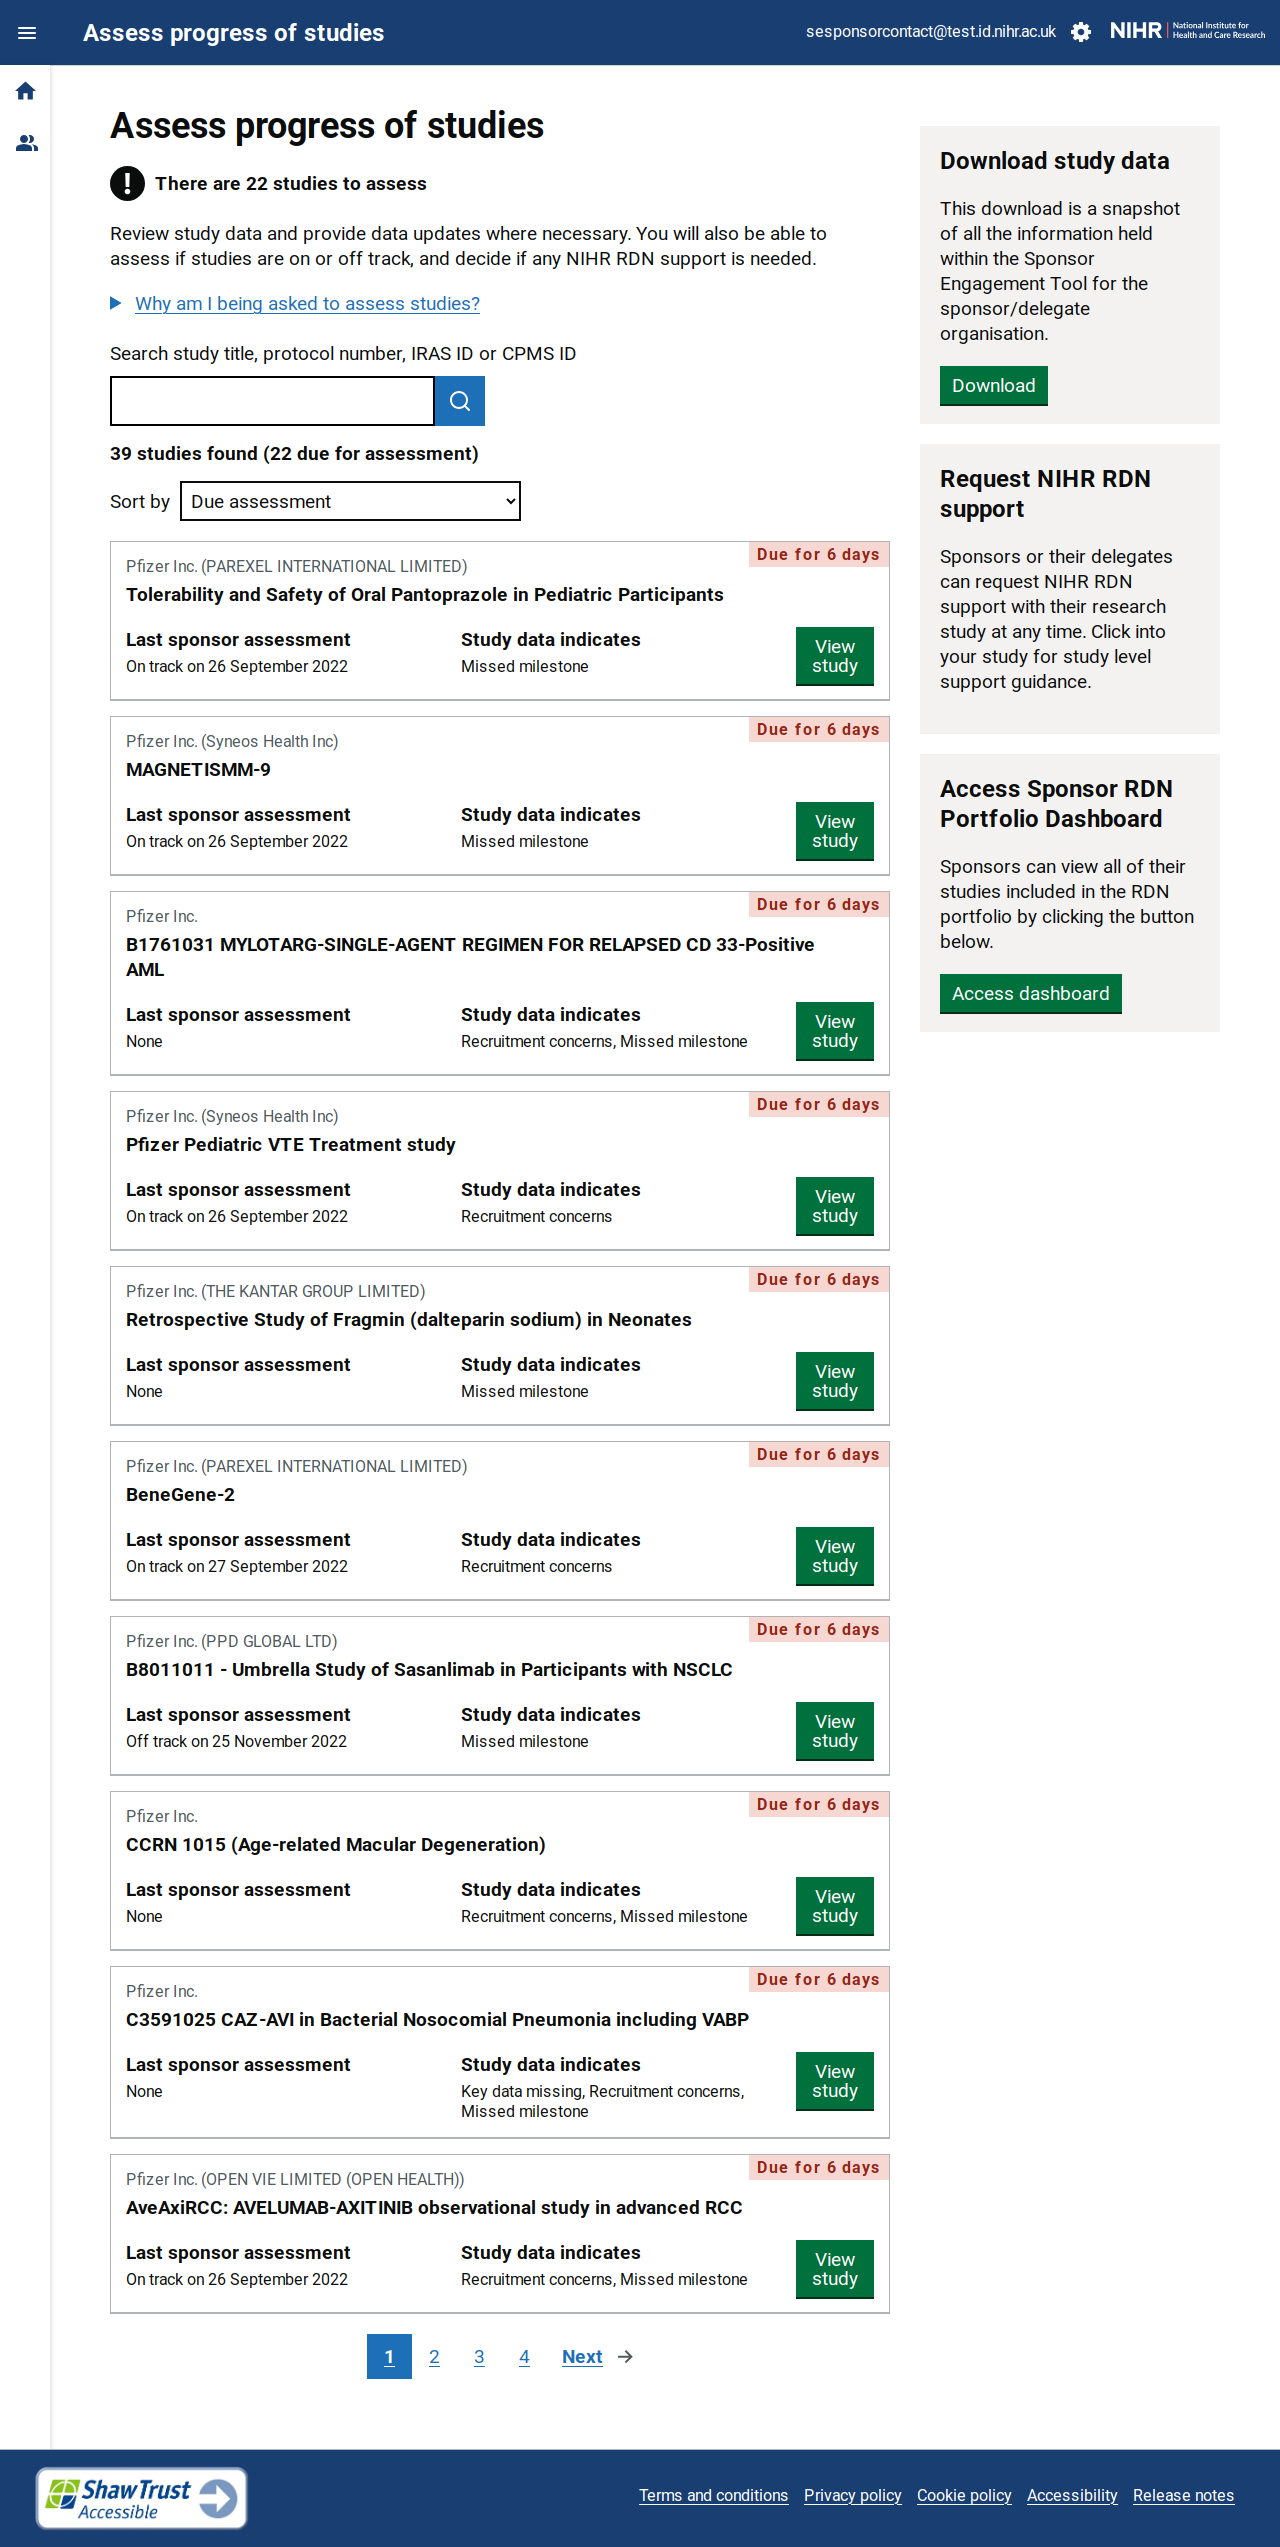 Assess progress of studies
sesponsorcontact@test.id.nihr.ac.uk
NIHR | National Institute for
Health and Care Research
Assess progress of studies
There are 22 studies to assess
Review study data and provide data updates where necessary. You will also be able to
assess if studies are on or off track, and decide if any NIHR RDN support is needed.
Why am I being asked to assess studies?
Search study title, protocol number, IRAS ID or CPMS ID
39 studies found (22 due for assessment)
Sort by Due assessment
Due for 6 days
Pfizer Inc. (PAREXEL INTERNATIONAL LIMITED)
Tolerability and Safety of Oral Pantoprazole in Pediatric Participants
Last sponsor assessment Study data indicates View
On track on 26 September 2022 Missed milestone study
Due for 6 days
Pfizer Inc. (Syneos Health Inc)
MAGNETISMM-9
Last sponsor assessment Study data indicates View
On track on 26 September 2022 Missed milestone study
Due for 6 days
Pfizer Inc.
B1761031 MYLOTARG-SINGLE-AGENT REGIMEN FOR RELAPSED CD 33-Positive
AML
Last sponsor assessment Study data indicates View
None Recruitment concerns, Missed milestone study
Due for 6 days
Pfizer Inc. (Syneos Health Inc)
Pfizer Pediatric VTE Treatment study
Last sponsor assessment Study data indicates View
On track on 26 September 2022 Recruitment concerns study
Due for 6 days
Pfizer Inc. (THE KANTAR GROUP LIMITED)
Retrospective Study of Fragmin (dalteparin sodium) in Neonates
Last sponsor assessment Study data indicates View
None Missed milestone study
Due for 6 days
Pfizer Inc. (PAREXEL INTERNATIONAL LIMITED)
BeneGene-2
Last sponsor assessment Study data indicates View
On track on 27 September 2022 Recruitment concerns study
Due for 6 days
Pfizer Inc. (PPD GLOBAL LTD)
B8011011 - Umbrella Study of Sasanlimab in Participants with NSCLC
Last sponsor assessment Study data indicates View
Off track on 25 November 2022 Missed milestone study
Due for 6 days
Pfizer Inc.
CCRN 1015 (Age-related Macular Degeneration)
Last sponsor assessment Study data indicates View
None Recruitment concerns, Missed milestone study
Due for 6 days
Pfizer Inc.
C3591025 CAZ-AVI in Bacterial Nosocomial Pneumonia including VABP
Last sponsor assessment Study data indicates View
None Key data missing, Recruitment concerns, study
Missed milestone
Due for 6 days
Pfizer Inc. (OPEN VIE LIMITED (OPEN HEALTH))
AveAxiRCC: AVELUMAB-AXITINIB observational study in advanced RCC
Last sponsor assessment Study data indicates View
On track on 26 September 2022 Recruitment concerns, Missed milestone study
1 2 3 4 Next
Download study data
This download is a snapshot
of all the information held
within the Sponsor
Engagement Tool for the
sponsor/delegate
organisation.
Download
Request NIHR RDN
support
Sponsors or their delegates
can request NIHR RDN
support with their research
study at any time. Click into
your study for study level
support guidance.
Access Sponsor RDN
Portfolio Dashboard
Sponsors can view all of their
studies included in the RDN
portfolio by clicking the button
below.
Access dashboard
ShawTrust
Accessible
Terms and conditions Privacy policy Cookie policy Accessibility Release notes